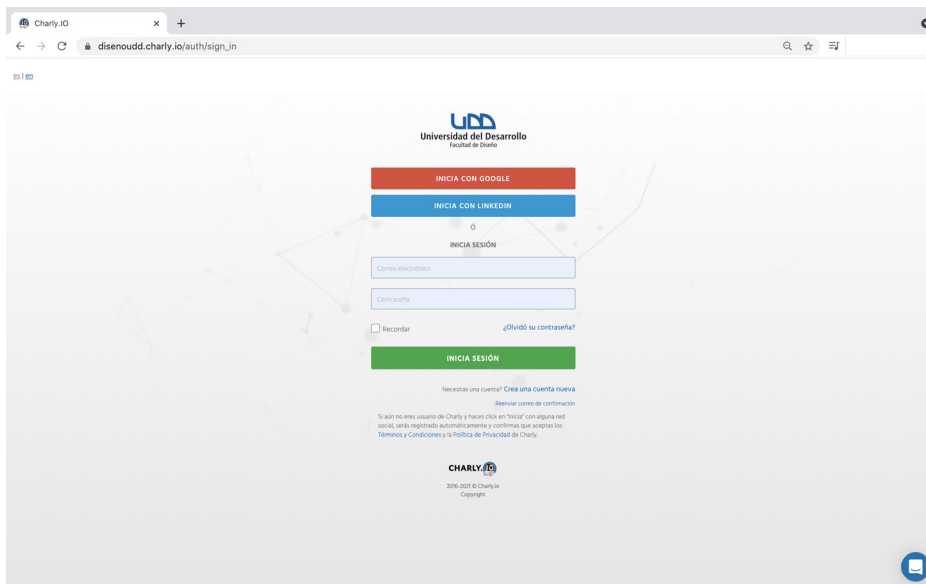 Charly.IO
disenoudd.charly.io/auth/sign_in
es | en
UDD
Universidad del Desarrollo
Facultad de Diseño
INICIA CON GOOGLE
INICIA CON LINKEDIN
Ó
INICIA SESIÓN
Correo electrónico
Contraseña
Recordar
¿Olvidó su contraseña?
INICIA SESIÓN
Necesitas una cuenta? Crea una cuenta nueva
Reenviar correo de confirmación
Si aún no eres usuario de Charly y haces click en "Inicia" con alguna red
social, serás registrado automáticamente y confirmas que aceptas los
Términos y Condiciones y la Política de Privacidad de Charly.
CHARLY.IO
2016-2021 © Charly.io
Copyright